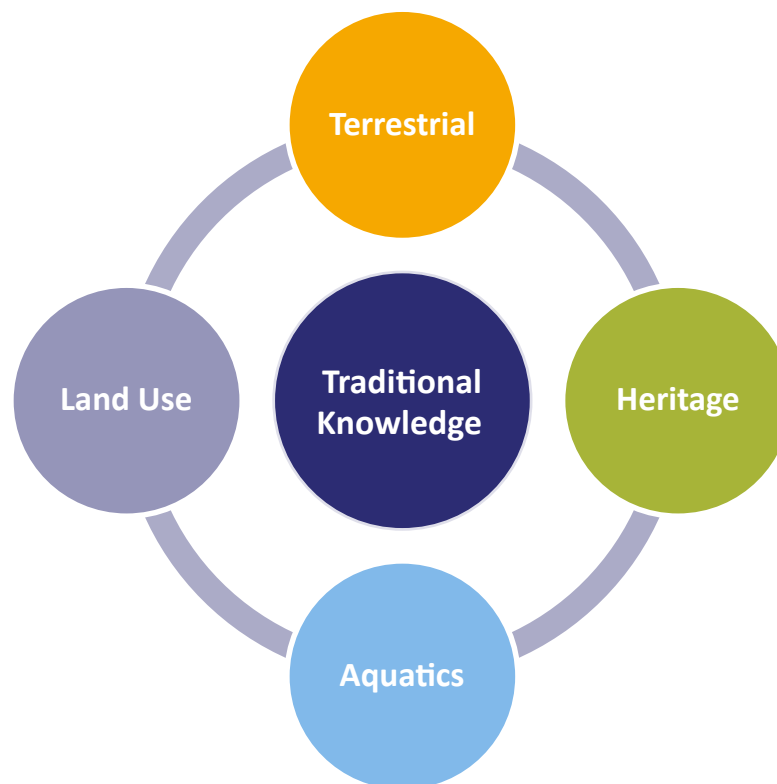 Terrestrial
Land Use
Traditional
Knowledge
Heritage
Aquatics